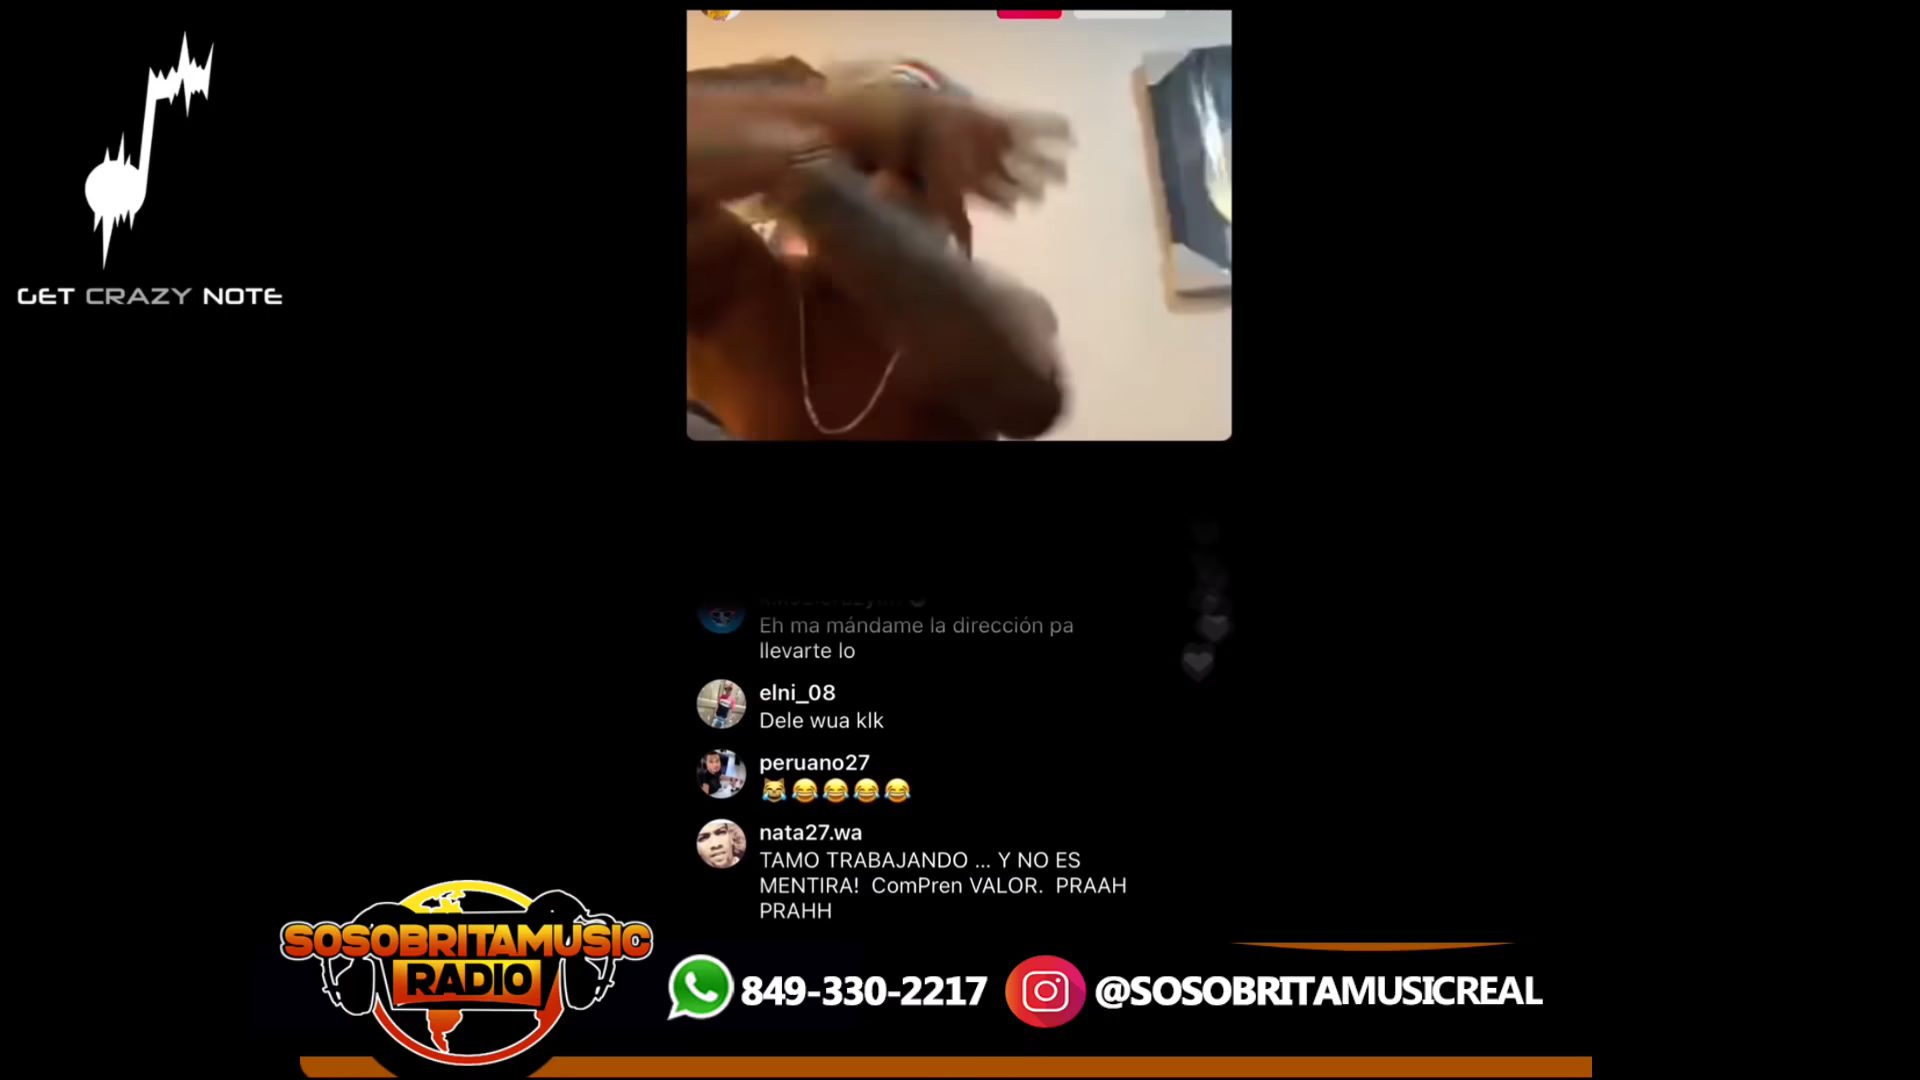 GET CRAZY NOTE
Eh ma mándame la dirección pa
llevarte lo
elni_08
Dele wua klk
peruano27
nata27.wa
TAMO TRABAJANDO ... Y NO ES
MENTIRA! ComPren VALOR. PRAAH
PRAHH
SOSOBRITAMUSIC
RADIO
849-330-2217
@SOSOBRITAMUSICREAL